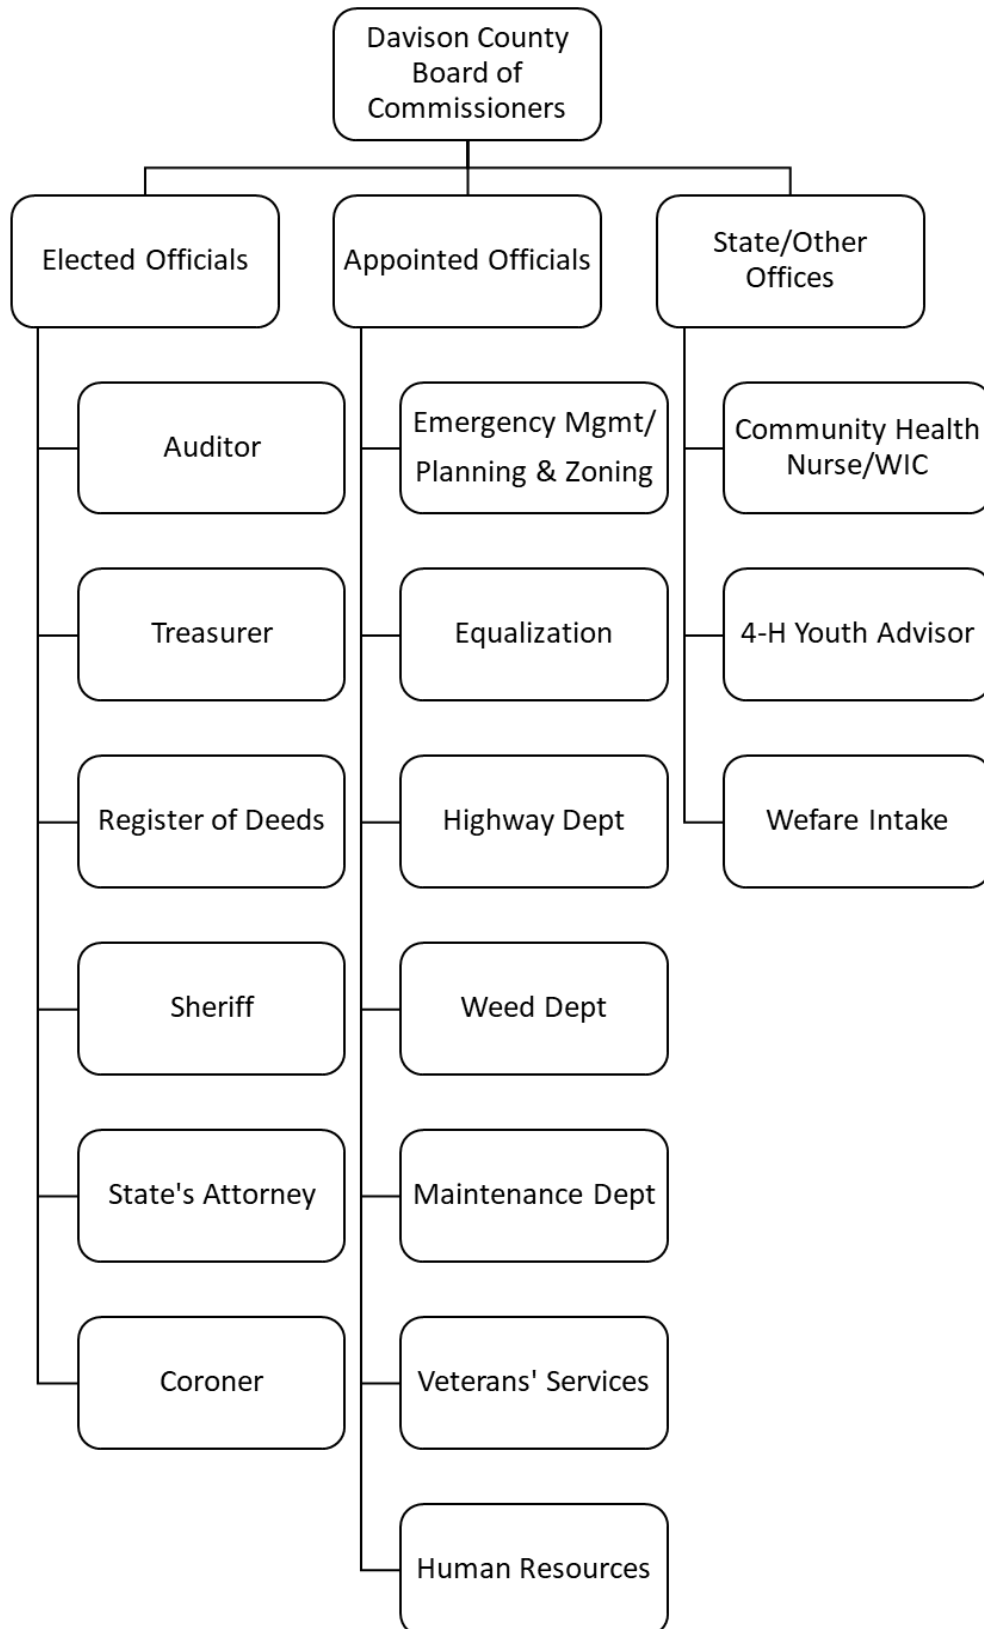 Davison County
Board of
Commissioners
Elected Officials
Appointed Officials
State/Other
Offices
Auditor
Emergency Mgmt/
Planning & Zoning
Community Health
Nurse/WIC
Treasurer
Equalization
4-H Youth Advisor
Register of Deeds
Highway Dept
Wefare Intake
Sheriff
Weed Dept
State's Attorney
Maintenance Dept
Coroner
Veterans' Services
Human Resources